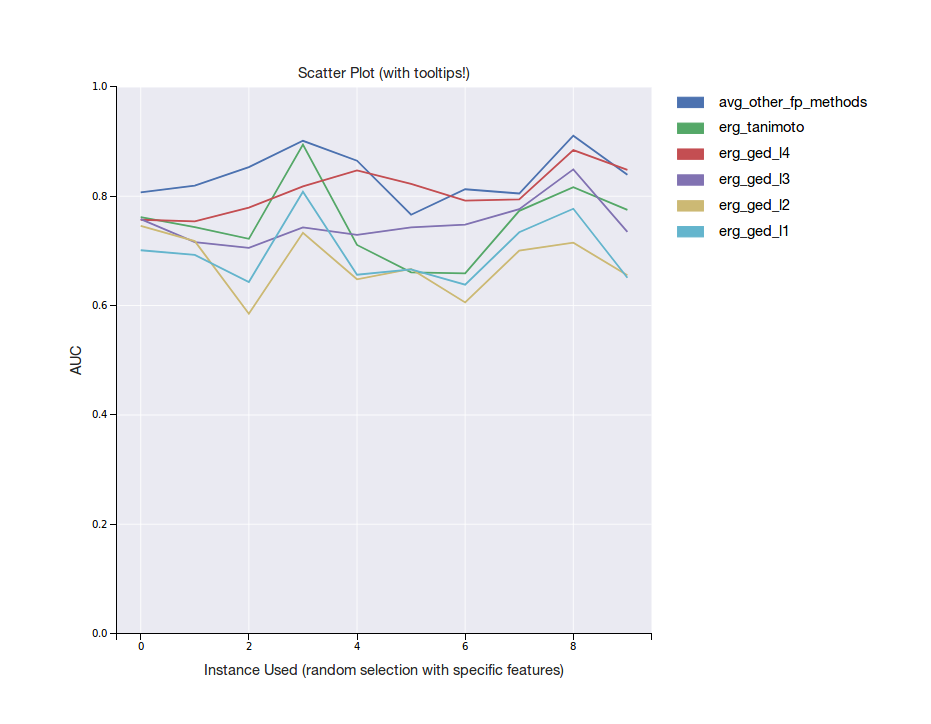 Scatter Plot (with tooltips!)
1.0
0.8
0.6
0.4
0.2
0.0
AUC
0 2 4 6 8
Instance Used (random selection with specific features)
avg_other_fp_methods
erg_tanimoto
erg_ged_l4
erg_ged_l3
erg_ged_l2
erg_ged_l1